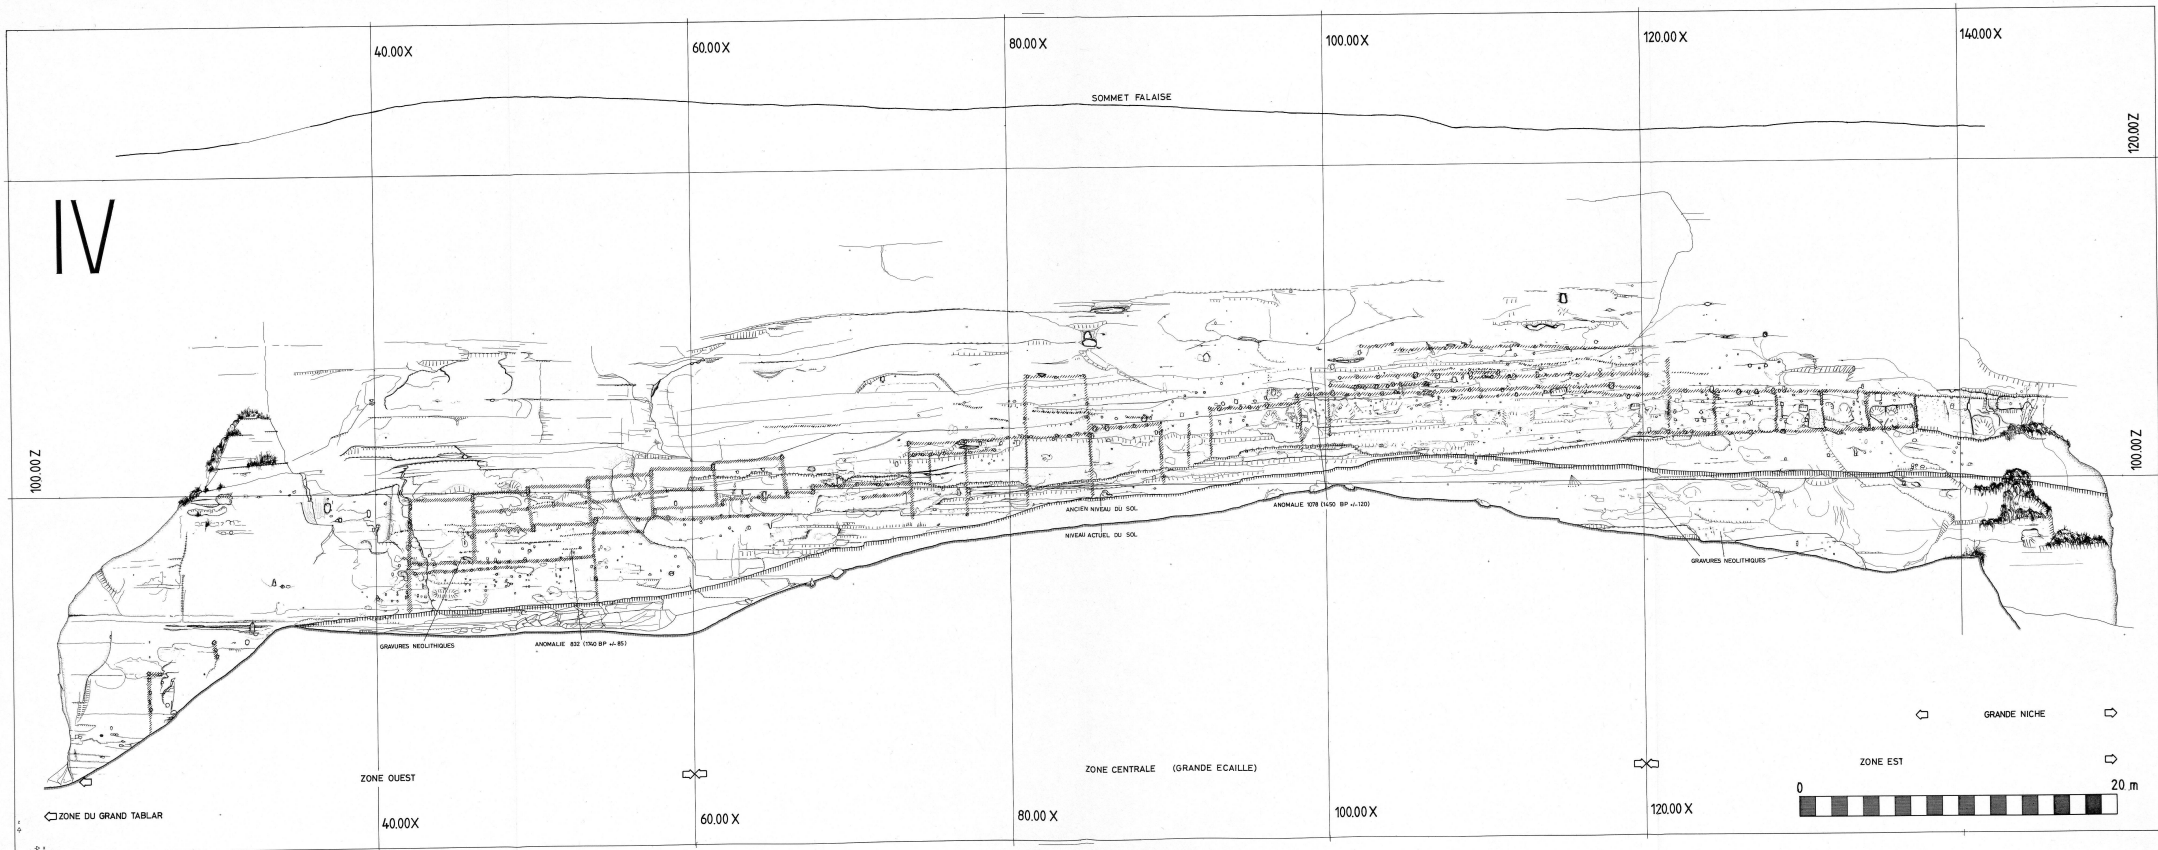 40.00X
60.00X
80.00X
100.00X
120.00X
140.00X
SOMMET FALAISE
120.00Z
IV
100.00Z
100.00Z
ANCIEN NIVEAU DU SOL
ANOMALIE 1078 (1450 BP +/-120)
NIVEAU ACTUEL DU SOL
GRAVURES NEOLITHIQUES
GRAVURES NEOLITHIQUES
ANOMALIE 832 (1740 BP +/-85)
GRANDE NICHE
ZONE OUEST
ZONE CENTRALE (GRANDE ECAILLE)
ZONE EST
0
20 m
ZONE DU GRAND TABLAR
40.00X
60.00X
80.00X
100.00X
120.00X